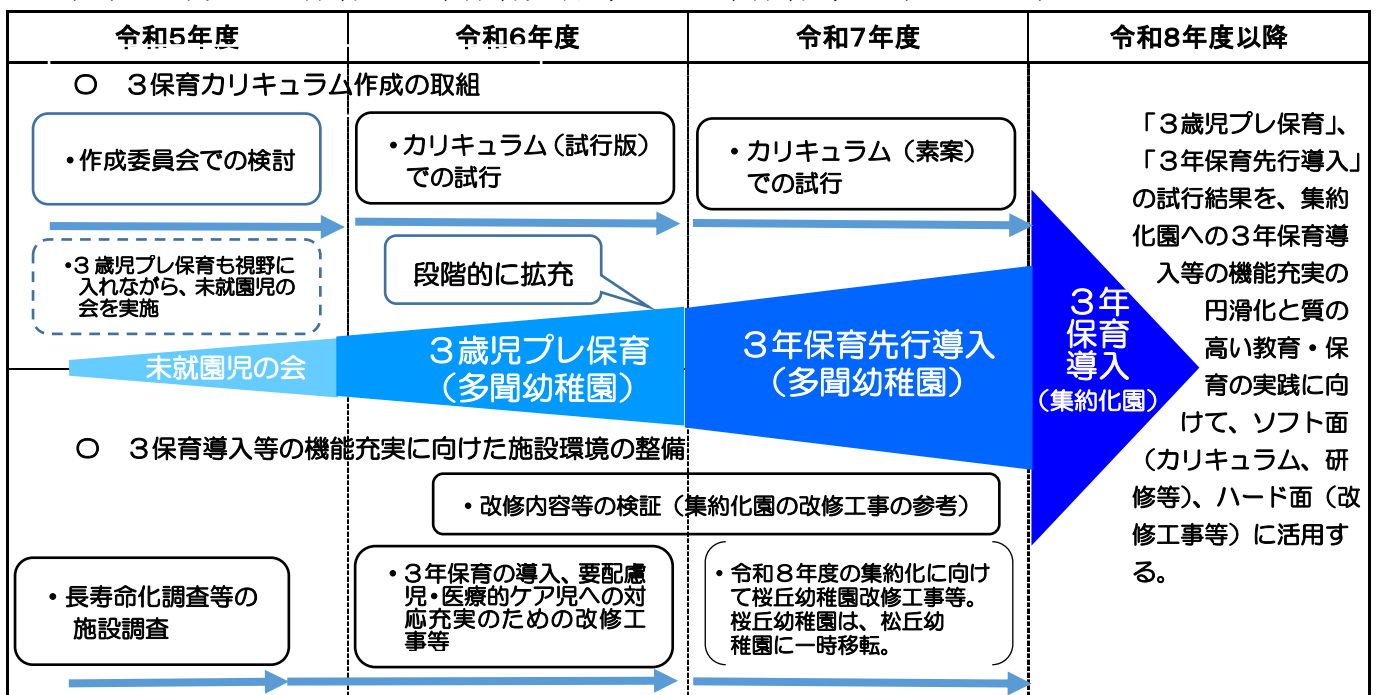 令和5年度
令和6年度
令和7年度
令和8年度以降
〇　３保育カリキュラム作成の取組
・作成委員会での検討
・カリキュラム（試行版）
での試行
・カリキュラム（素案）
での試行
・３歳児プレ保育も視野に
入れながら、未就園児の
会を実施
段階的に拡充
未就園児の会
３歳児プレ保育
（多聞幼稚園）
３年保育先行導入
（多聞幼稚園）
３年
保育
導入
（集約化園）
「３歳児プレ保育」、
「３年保育先行導入」
の試行結果を、集約
化園への３年保育導
入等の機能充実の
円滑化と質の
高い教育・保
育の実践に向
けて、ソフト面
（カリキュラム、研
修等）、ハード面（改
修工事等）に活用す
る。
〇　３保育導入等の機能充実に向けた施設環境の整備
・改修内容等の検証（集約化園の改修工事の参考）
・長寿命化調査等の
施設調査
・３年保育の導入、要配慮
児・医療的ケア児への対
応充実のための改修工
事等
・令和８年度の集約化に向け
て桜丘幼稚園改修工事等。
桜丘幼稚園は、松丘幼
稚園に一時移転。